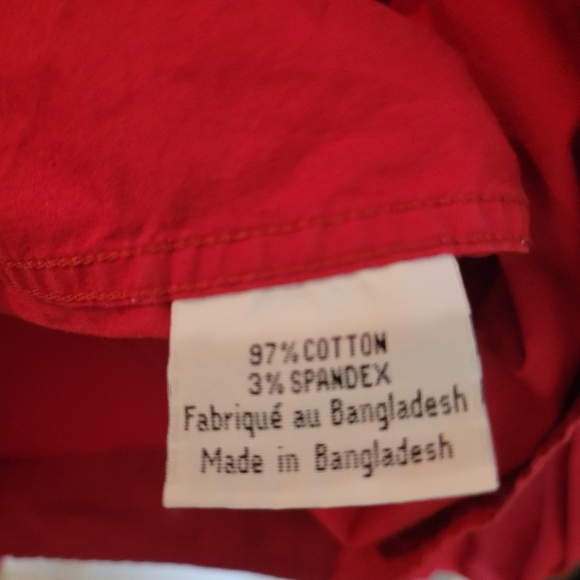 97% COTTON
3% SPANDEX
Fabriqué au Bangladesh
Made in Bangladesh